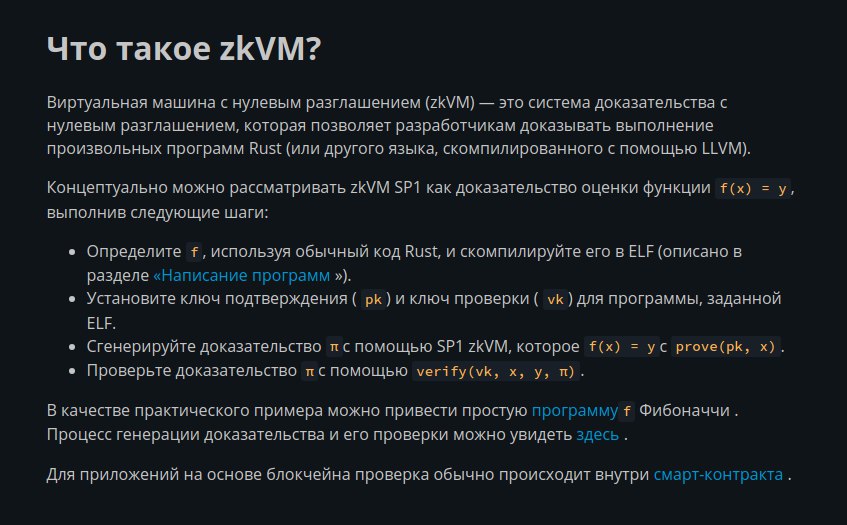 Что такое zkVM?
Виртуальная машина с нулевым разглашением (zkVM) — это система доказательства с
нулевым разглашением, которая позволяет разработчикам доказывать выполнение
произвольных программ Rust (или другого языка, скомпилированного с помощью LLVM).
Концептуально можно рассматривать zkVM SP1 как доказательство оценки функции f(x) = y,
выполнив следующие шаги:
• Определите f, используя обычный код Rust, и скомпилируйте его в ELF (описано в
разделе «Написание программ »).
• Установите ключ подтверждения ( pk) и ключ проверки ( vk) для программы, заданной
ELF.
• Сгенерируйте доказательство π с помощью SP1 zkVM, которое f(x) = y с prove(pk, x).
• Проверьте доказательство π с помощью verify(vk, x, y, π).
В качестве практического примера можно привести простую программу f Фибоначчи .
Процесс генерации доказательства и его проверки можно увидеть здесь .
Для приложений на основе блокчейна проверка обычно происходит внутри смарт-контракта .